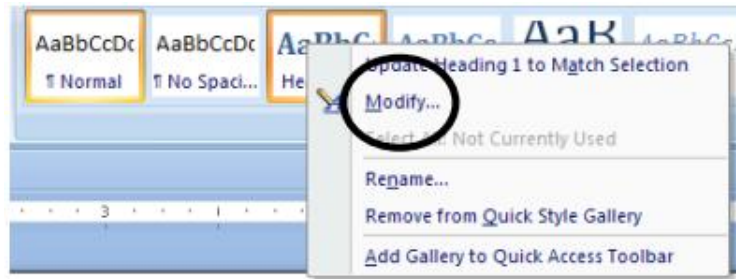 AaBbCcDc AaBbCcDc AaBbC AaBbCc AaB AaBbCc
¶ Normal ¶ No Spaci... He
Update Heading 1 to Match Selection
Modify...
Select All: Not Currently Used
Rename...
Remove from Quick Style Gallery
Add Gallery to Quick Access Toolbar
3